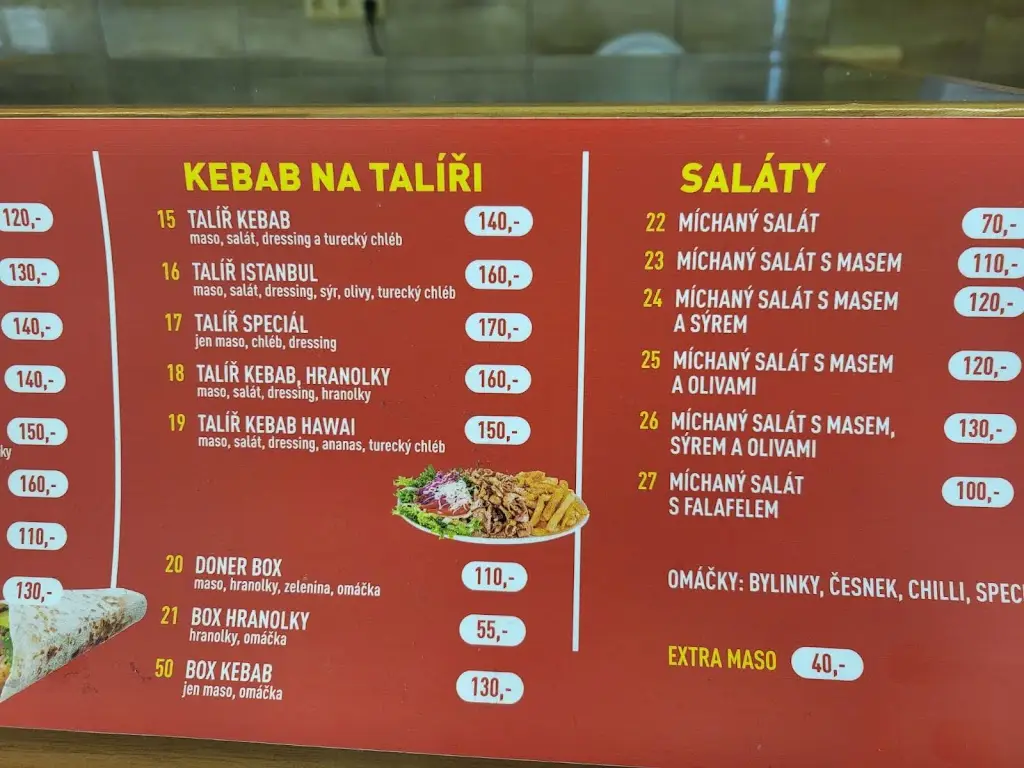 120,-
130,-
140,-
140,-
150,-
ky
160,-
110,-
130,-
KEBAB NA TALÍŘI
15 TALÍŘ KEBAB 140,-
maso, salát, dressing a turecký chléb
16 TALÍŘ ISTANBUL 160,-
maso, salát, dressing, sýr, olivy, turecký chléb
17 TALÍŘ SPECIÁL 170,-
jen maso, chléb, dressing
18 TALÍŘ KEBAB, HRANOLKY 160,-
maso, salát, dressing, hranolky
19 TALÍŘ KEBAB HAWAI 150,-
maso, salát, dressing, ananas, turecký chléb
20 DONER BOX 110,-
maso, hranolky, zelenina, omáčka
21 BOX HRANOLKY 55,-
hranolky, omáčka
50 BOX KEBAB 130,-
jen maso, omáčka
SALÁTY
22 MÍCHANÝ SALÁT 70,-
23 MÍCHANÝ SALÁT S MASEM 110,-
24 MÍCHANÝ SALÁT S MASEM 120,-
A SÝREM
25 MÍCHANÝ SALÁT S MASEM 120,-
A OLIVAMI
26 MÍCHANÝ SALÁT S MASEM, 130,-
SÝREM A OLIVAMI
27 MÍCHANÝ SALÁT 100,-
S FALAFELEM
OMÁČKY: BYLINKY, ČESNEK, CHILLI, SPECI
EXTRA MASO 40,-